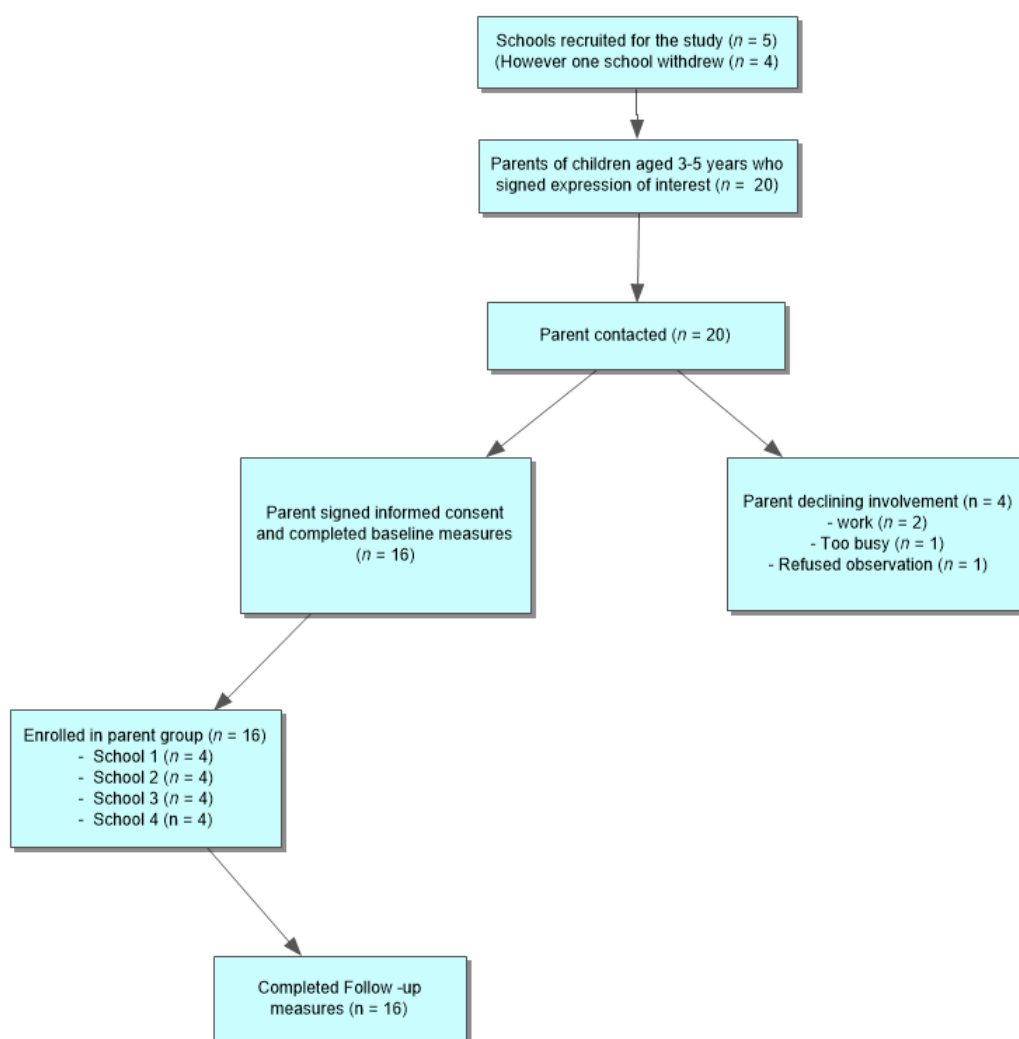 Schools recruited for the study (n = 5)
(However one school withdrew (n = 4)
Parents of children aged 3-5 years who
signed expression of interest (n = 20)
Parent contacted (n = 20)
Parent signed informed consent
and completed baseline measures
(n = 16)
Parent declining involvement (n = 4)
- work (n = 2)
- Too busy (n = 1)
- Refused observation (n = 1)
Enrolled in parent group (n = 16)
- School 1 (n = 4)
- School 2 (n = 4)
- School 3 (n = 4)
- School 4 (n = 4)
Completed Follow -up
measures (n = 16)